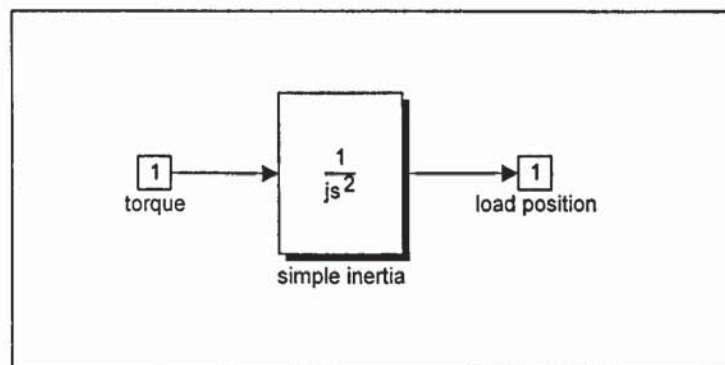 1
torque
1
js²
simple inertia
1
load position